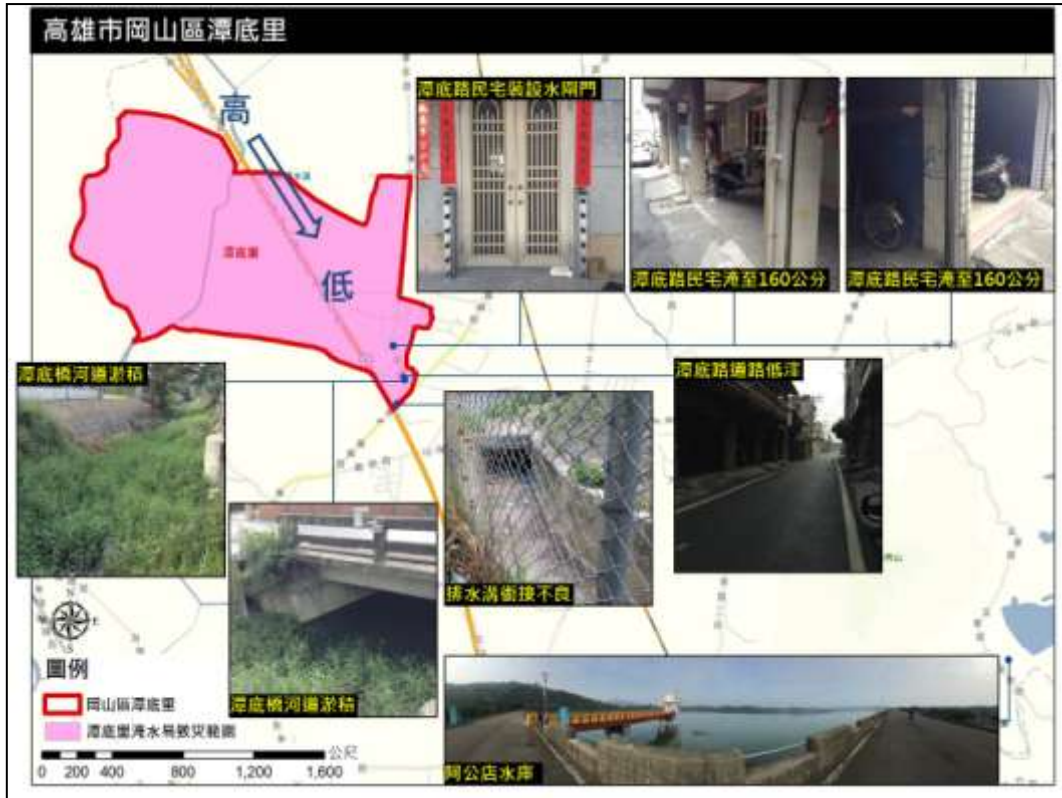 高雄市岡山區潭底里
高
低
潭底里
潭底路民宅裝設水閘門
潭底路民宅淹至160公分
潭底路民宅淹至160公分
潭底橋河道淤積
潭底路道路低漥
排水溝銜接不良
潭底橋河道淤積
阿公店水庫
N
E
S
圖例
岡山區潭底里
潭底里淹水易致災範圍
公尺
0 200 400 800 1,200 1,600